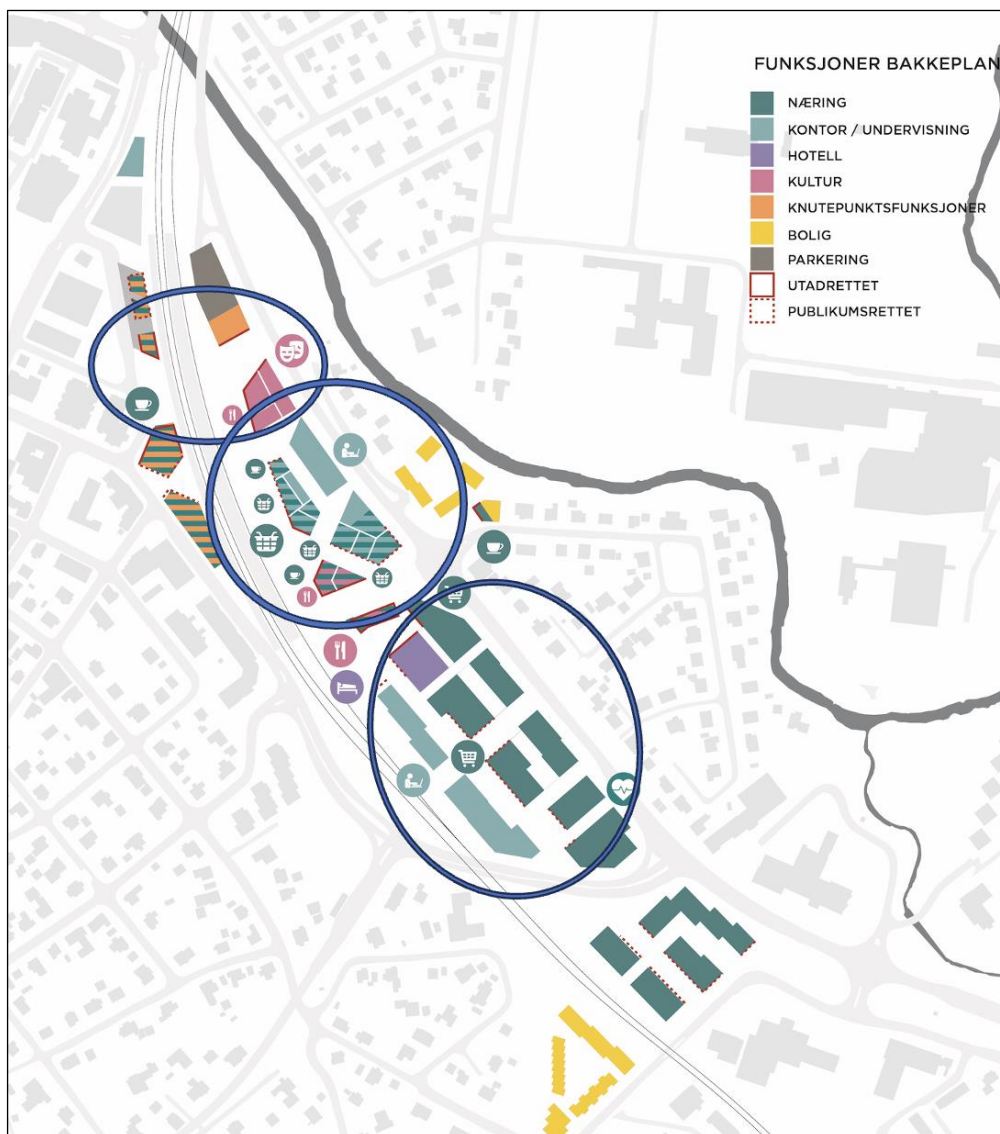 FUNKSJONER BAKKEPLAN
NÆRING
KONTOR / UNDERVISNING
HOTELL
KULTUR
KNUTEPUNKTSFUNKSJONER
BOLIG
PARKERING
UTADRETTET
PUBLIKUMSRETTET